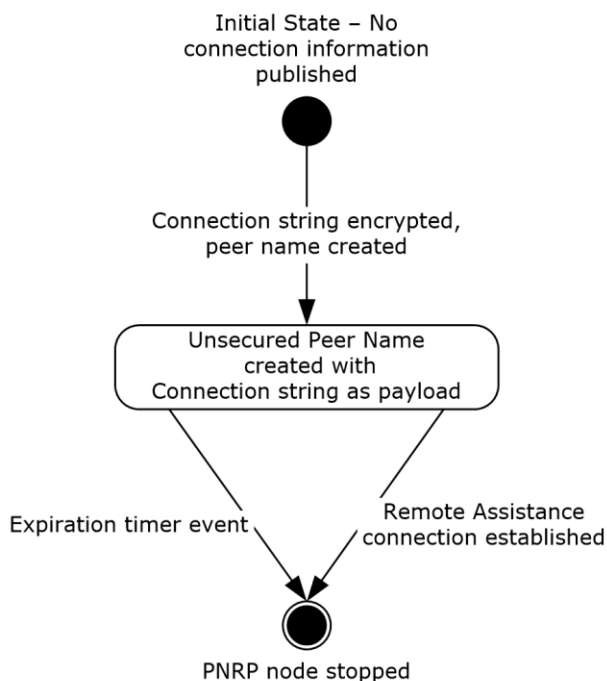 Initial State – No
connection information
published
Connection string encrypted,
peer name created
Unsecured Peer Name
created with
Connection string as payload
Expiration timer event
Remote Assistance
connection established
PNRP node stopped